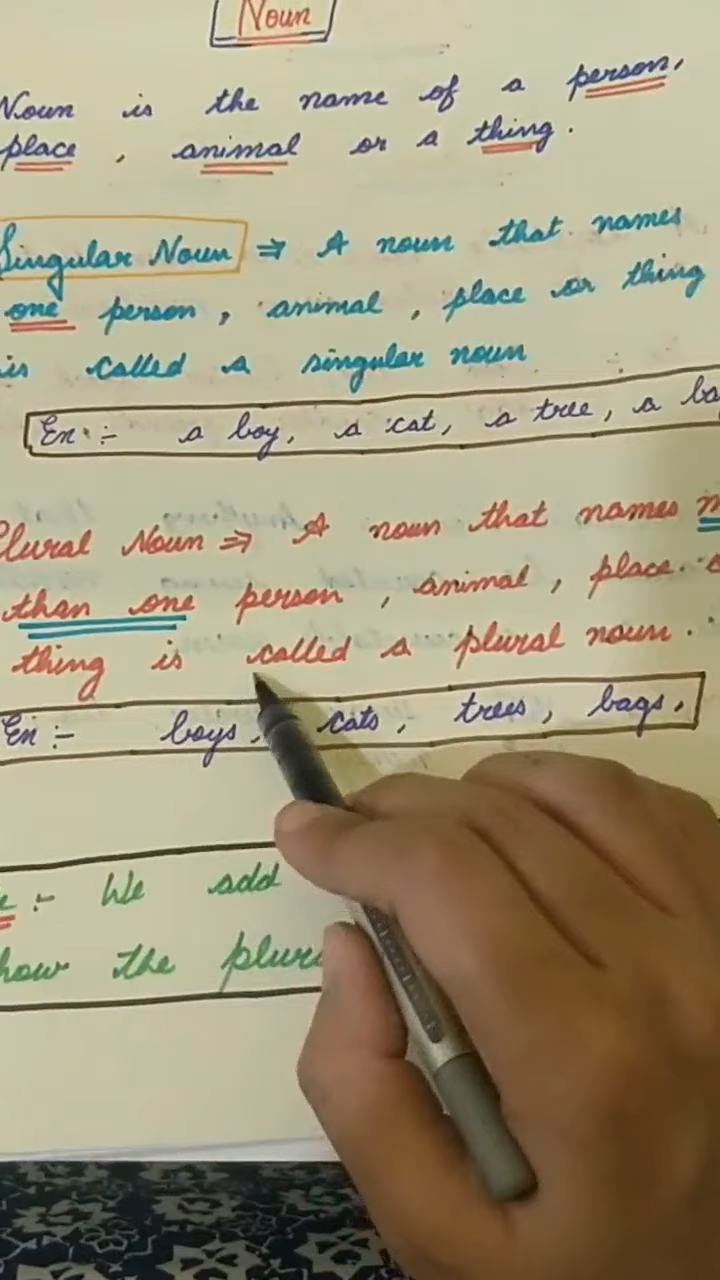 Noun
Noun is the name of a person,
place , animal or a thing.
Singular Noun ⇒ A noun that names
one person , animal , place or thing
is called a singular noun
Ex :- a boy, a cat, a tree, a
Plural Noun ⇒ A noun that names
than one person , animal , place
thing is called a plural noun.
Ex :- boys, cats, trees, bags,
:- We add
the